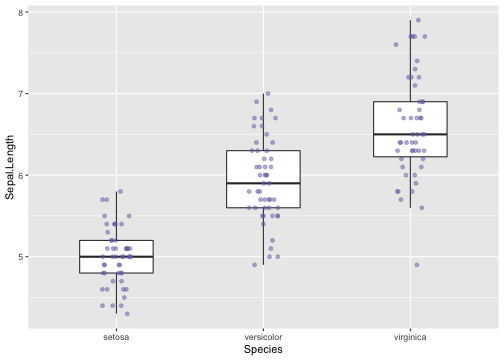 8
7
6
5
Sepal.Length
setosa
versicolor
virginica
Species